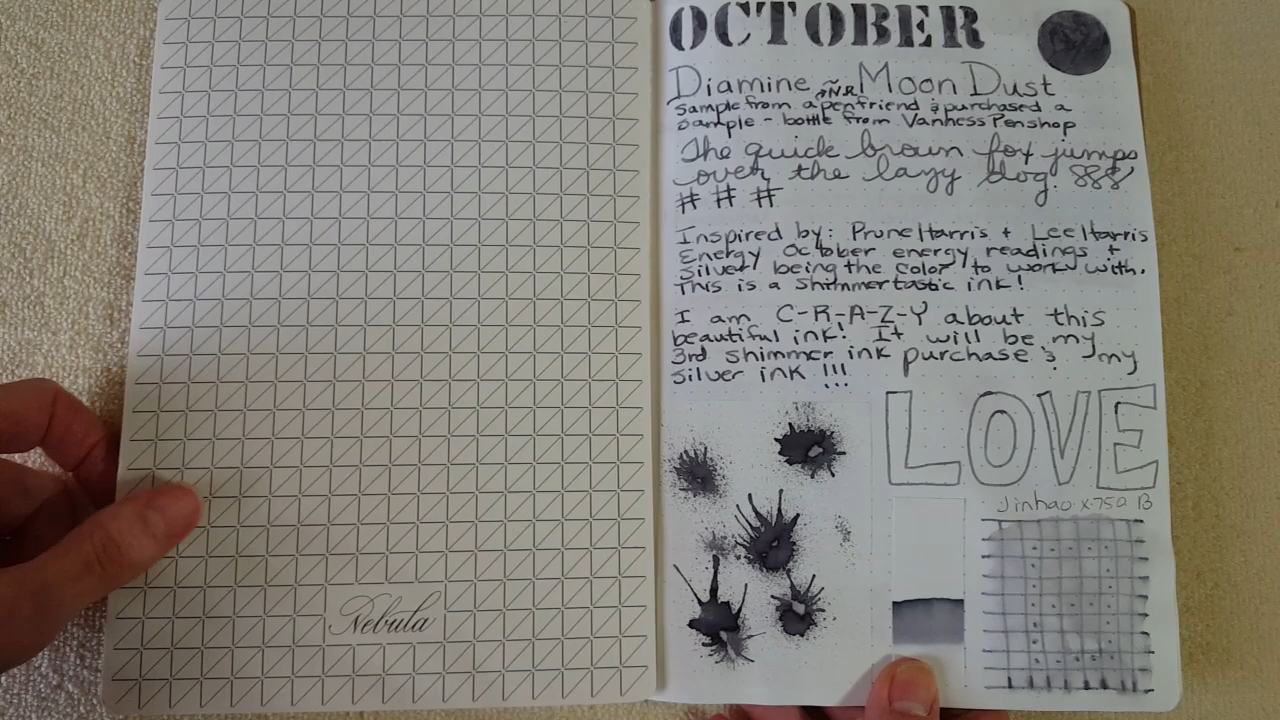 Nebula
OCTOBER
Diamine Moon Dust
Sample from a penfriend & purchased a
sample - bottle from Vanness Penshop
The quick brown fox jumps
over the lazy dog. 888
# # #
Inspired by: Prune Harris + Lee Harris
Energy October energy readings +
Silver being the color to work with.
This is a shimmertastic ink!
I am C-R-A-Z-Y about this
beautiful ink! It will be my
3rd shimmer ink purchase & my
silver ink !!!
LOVE
Jinhao x-750 B